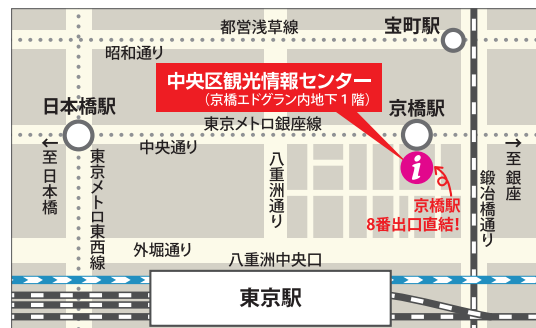 都営浅草線
宝町駅
昭和通り
中央区観光情報センター
（京橋エドグラン内地下１階）
日本橋駅
京橋駅
東京メトロ銀座線
中央通り
←至 日本橋
東京メトロ東西線
八重洲通り
i
京橋駅
8番出口直結!
鍛冶橋通り
→至 銀座
外堀通り
八重洲中央口
東京駅